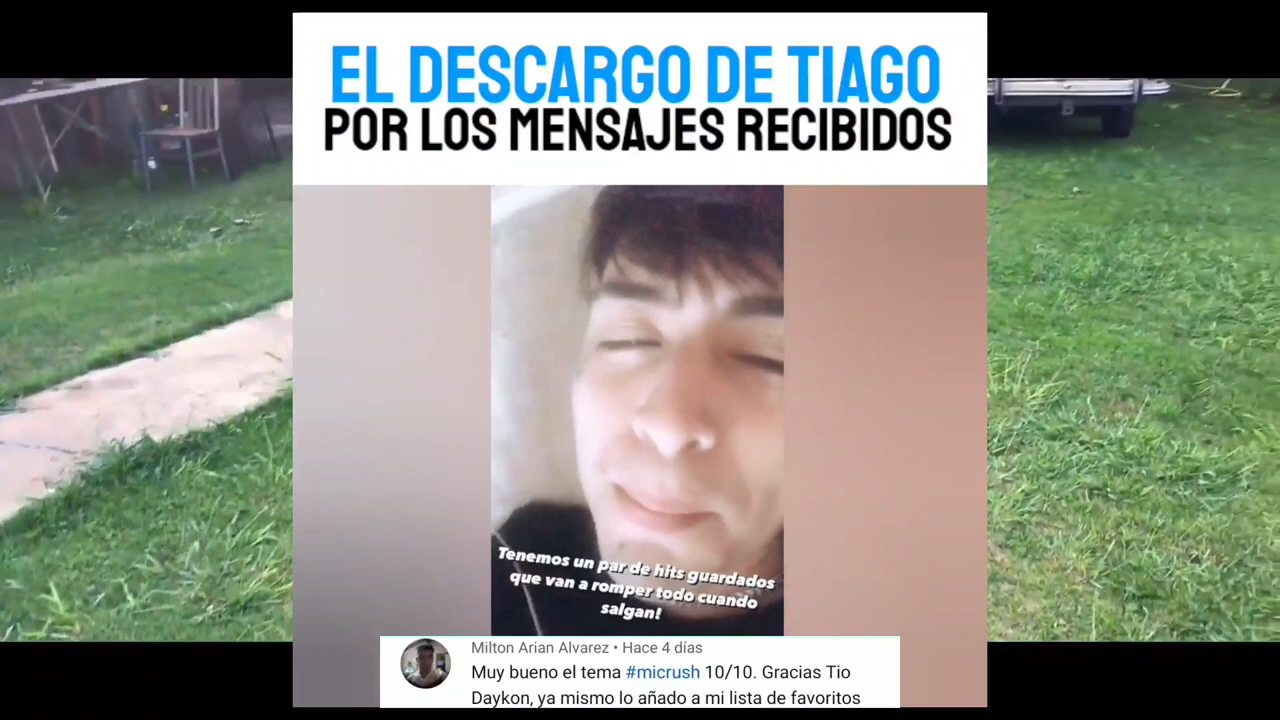 EL DESCARGO DE TIAGO
POR LOS MENSAJES RECIBIDOS
Tenemos un par de hits guardados
que van a romper todo cuando
salgan!
Milton Arian Alvarez • Hace 4 días
Muy bueno el tema #micrush 10/10. Gracias Tio
Daykon, ya mismo lo añado a mi lista de favoritos